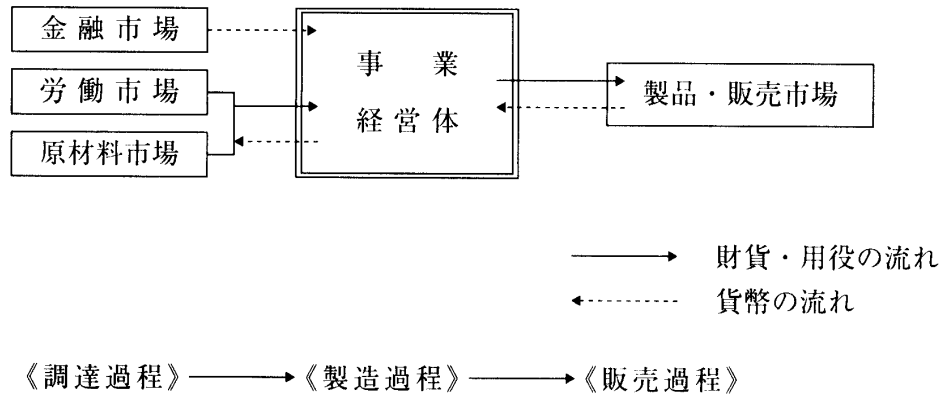 金融市場
労働市場
原材料市場
事業
経営体
製品・販売市場
財貨・用役の流れ
貨幣の流れ
《調達過程》《製造過程》《販売過程》